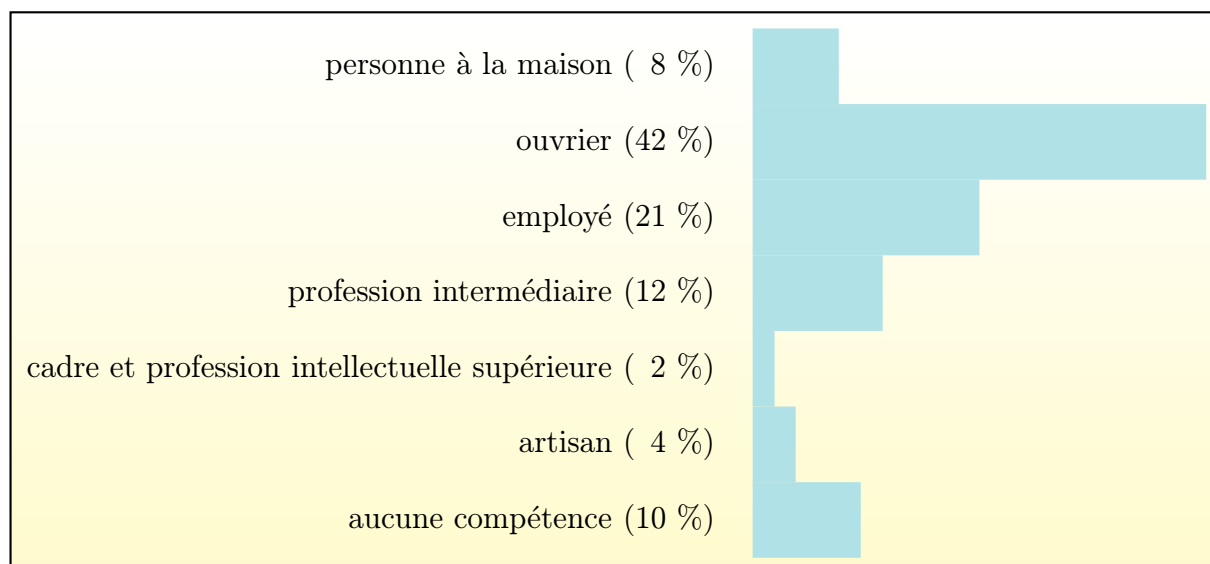 personne à la maison ( 8 %)
ouvrier (42 %)
employé (21 %)
profession intermédiaire (12 %)
cadre et profession intellectuelle supérieure ( 2 %)
artisan ( 4 %)
aucune compétence (10 %)